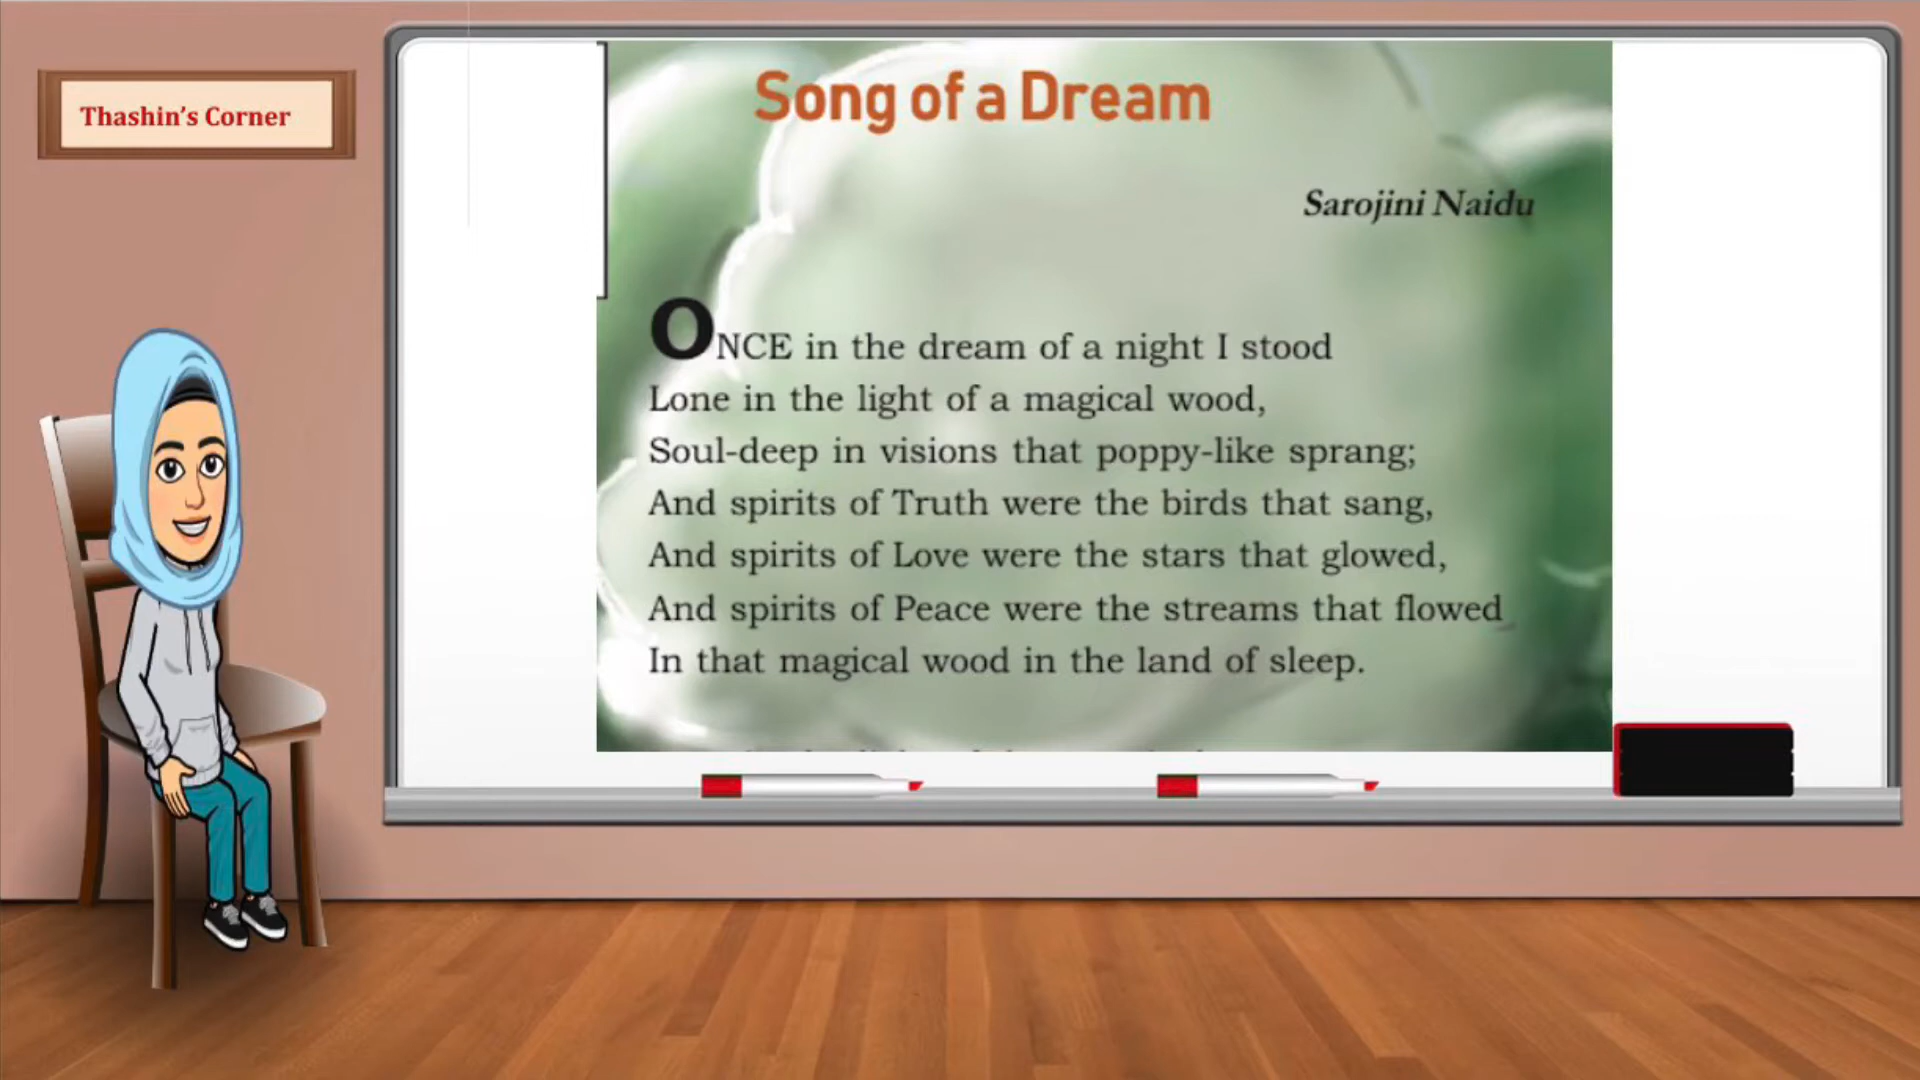 Thashin's Corner
Song of a Dream
Sarojini Naidu
ONCE in the dream of a night I stood
Lone in the light of a magical wood,
Soul-deep in visions that poppy-like sprang;
And spirits of Truth were the birds that sang,
And spirits of Love were the stars that glowed,
And spirits of Peace were the streams that flowed
In that magical wood in the land of sleep.